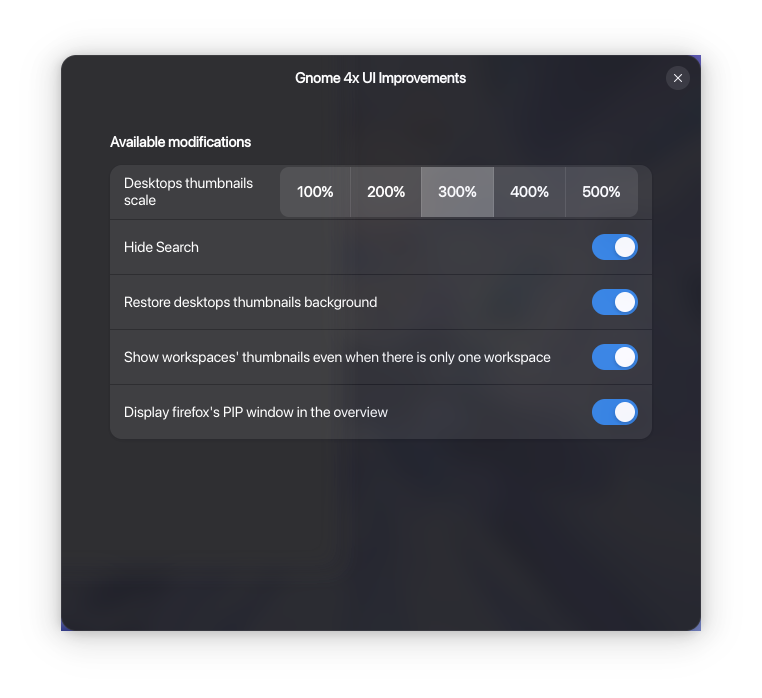 Gnome 4x UI Improvements
Available modifications
Desktops thumbnails
scale
100% 200% 300% 400% 500%
Hide Search
Restore desktops thumbnails background
Show workspaces' thumbnails even when there is only one workspace
Display firefox's PIP window in the overview